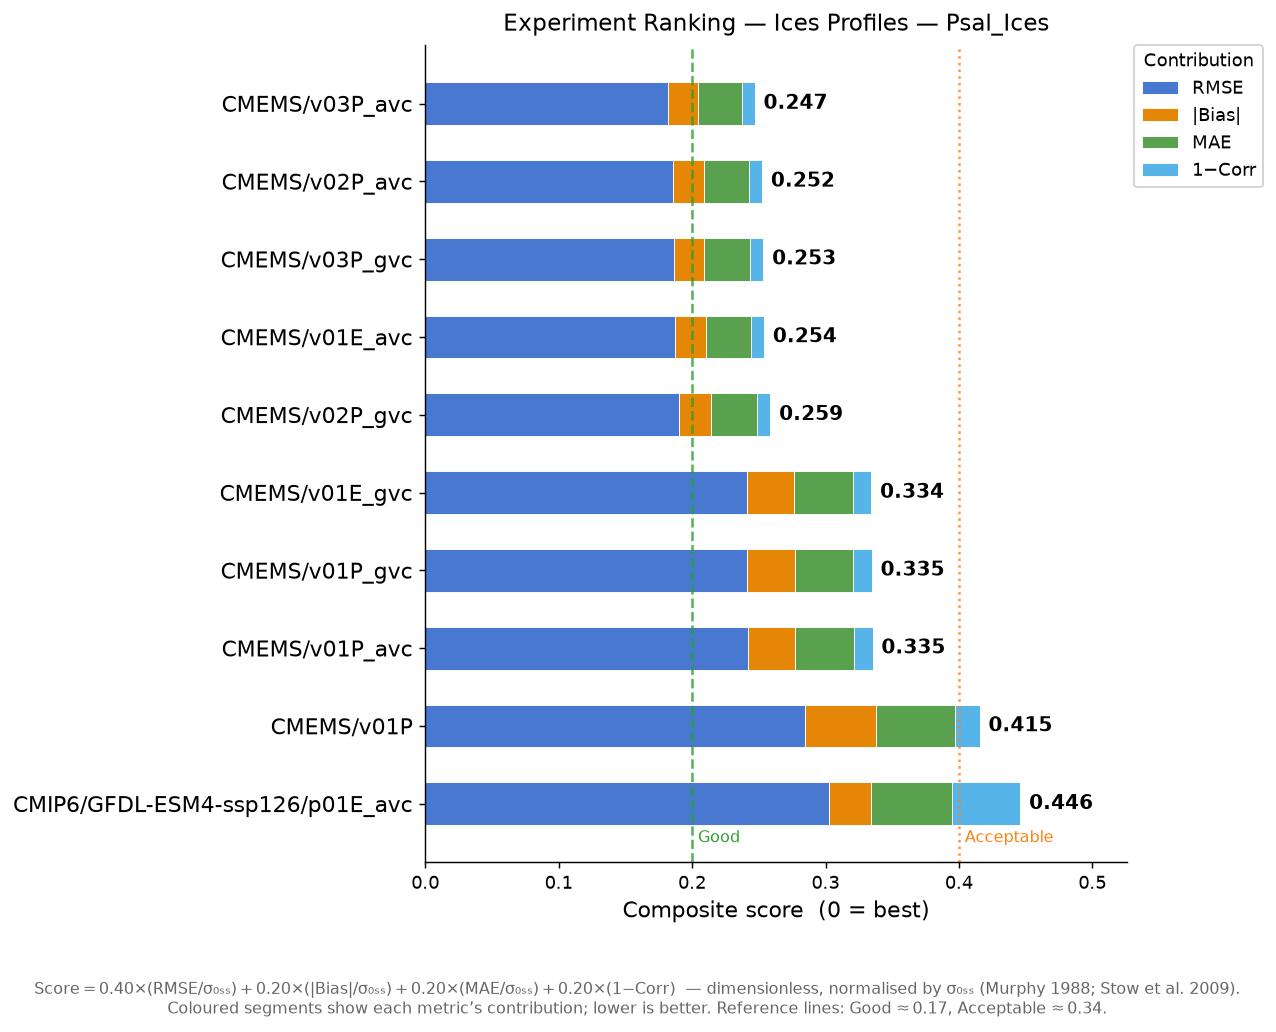 Experiment Ranking — Ices Profiles — Psal_Ices
Contribution
RMSE
|Bias|
MAE
1−Corr
CMEMS/v03P_avc 0.247
CMEMS/v02P_avc 0.252
CMEMS/v03P_gvc 0.253
CMEMS/v01E_avc 0.254
CMEMS/v02P_gvc 0.259
CMEMS/v01E_gvc 0.334
CMEMS/v01P_gvc 0.335
CMEMS/v01P_avc 0.335
CMEMS/v01P 0.415
CMIP6/GFDL-ESM4-ssp126/p01E_avc 0.446
Good Acceptable
0.0 0.1 0.2 0.3 0.4 0.5
Composite score (0 = best)
Score = 0.40×(RMSE/σₒₛₛ) + 0.20×(|Bias|/σₒₛₛ) + 0.20×(MAE/σₒₛₛ) + 0.20×(1−Corr) — dimensionless, normalised by σₒₛₛ (Murphy 1988; Stow et al. 2009).
Coloured segments show each metric’s contribution; lower is better. Reference lines: Good ≈ 0.17, Acceptable ≈ 0.34.